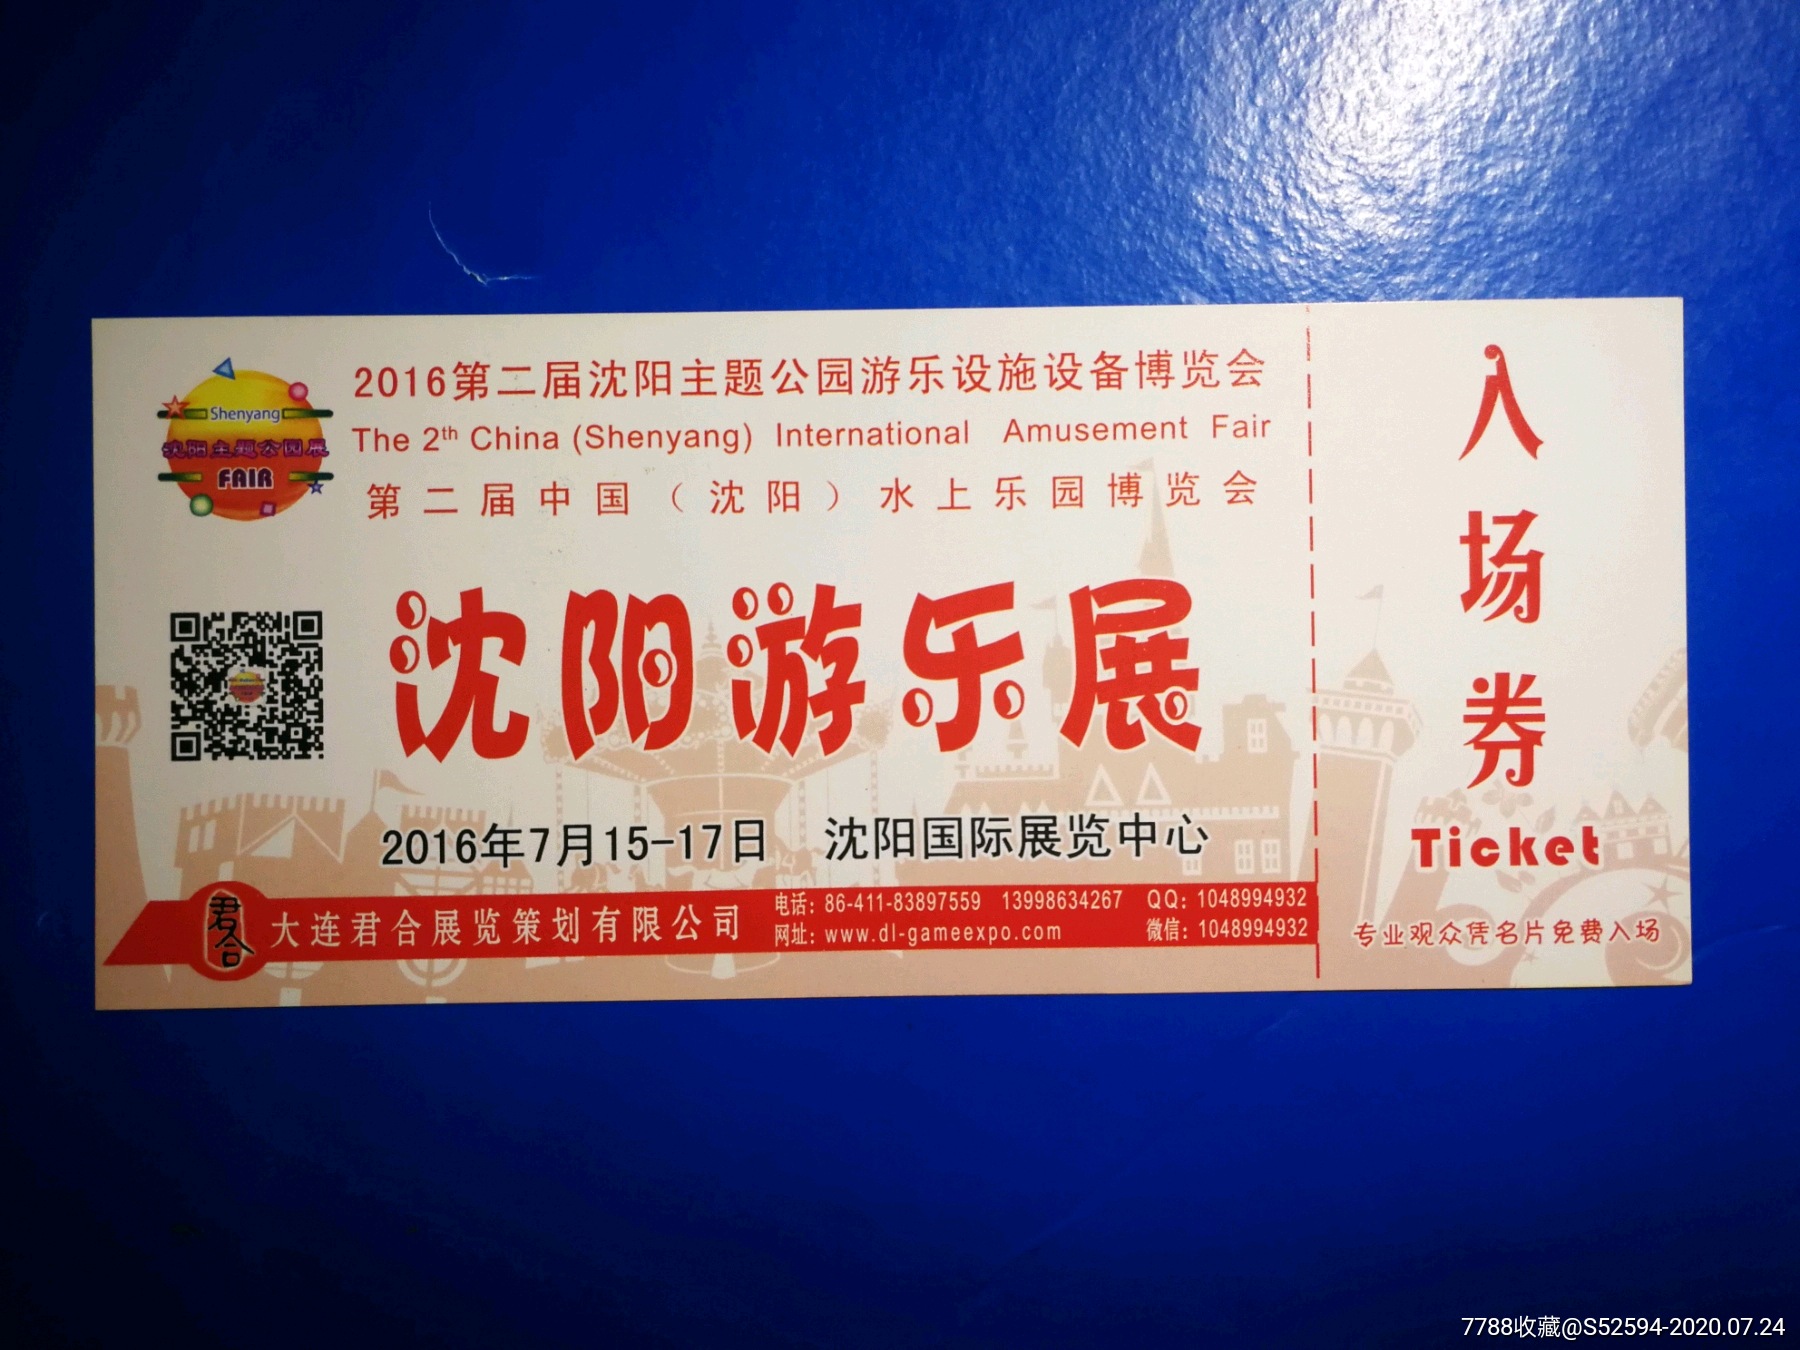 2016第二届沈阳主题公园游乐设施设备博览会
The 2th China (Shenyang) International Amusement Fair
第二届中国（沈阳）水上乐园博览会
Shenyang
沈阳主题公园展
FAIR
沈阳游乐展
2016年7月15-17日 沈阳国际展览中心
君合
大连君合展览策划有限公司
电话：86-411-83897559 13998634267 QQ：1048994932
网址：www.dl-gameexpo.com 微信：1048994932
入场券
Ticket
专业观众凭名片免费入场
7788收藏@S52594-2020.07.24